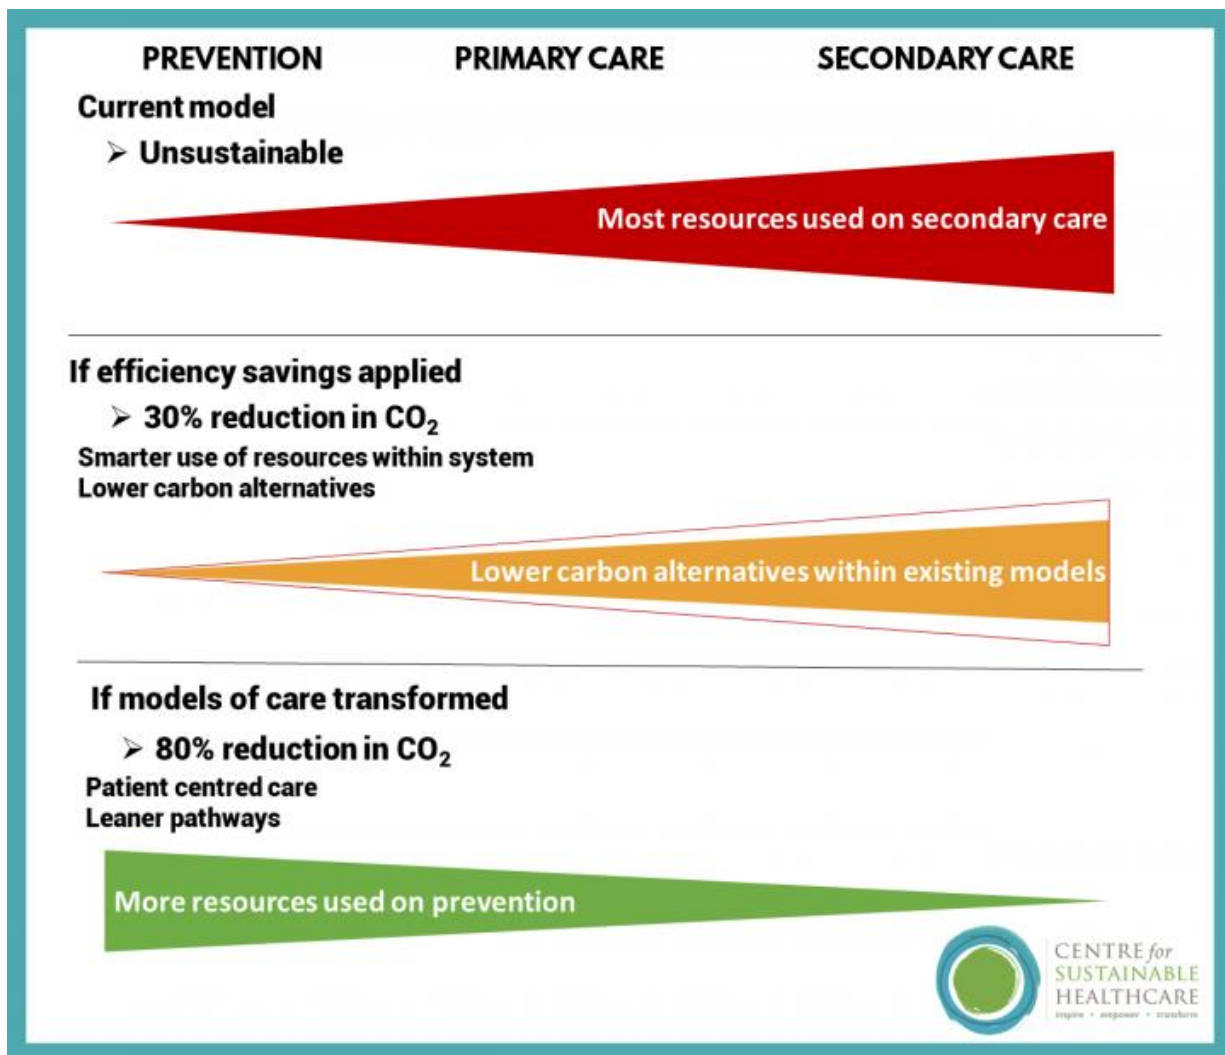 PREVENTION PRIMARY CARE SECONDARY CARE
Current model
➢ Unsustainable
Most resources used on secondary care
If efficiency savings applied
➢ 30% reduction in CO₂
Smarter use of resources within system
Lower carbon alternatives
Lower carbon alternatives within existing models
If models of care transformed
➢ 80% reduction in CO₂
Patient centred care
Leaner pathways
More resources used on prevention
CENTRE for
SUSTAINABLE
HEALTHCARE
inspire • empower • transform